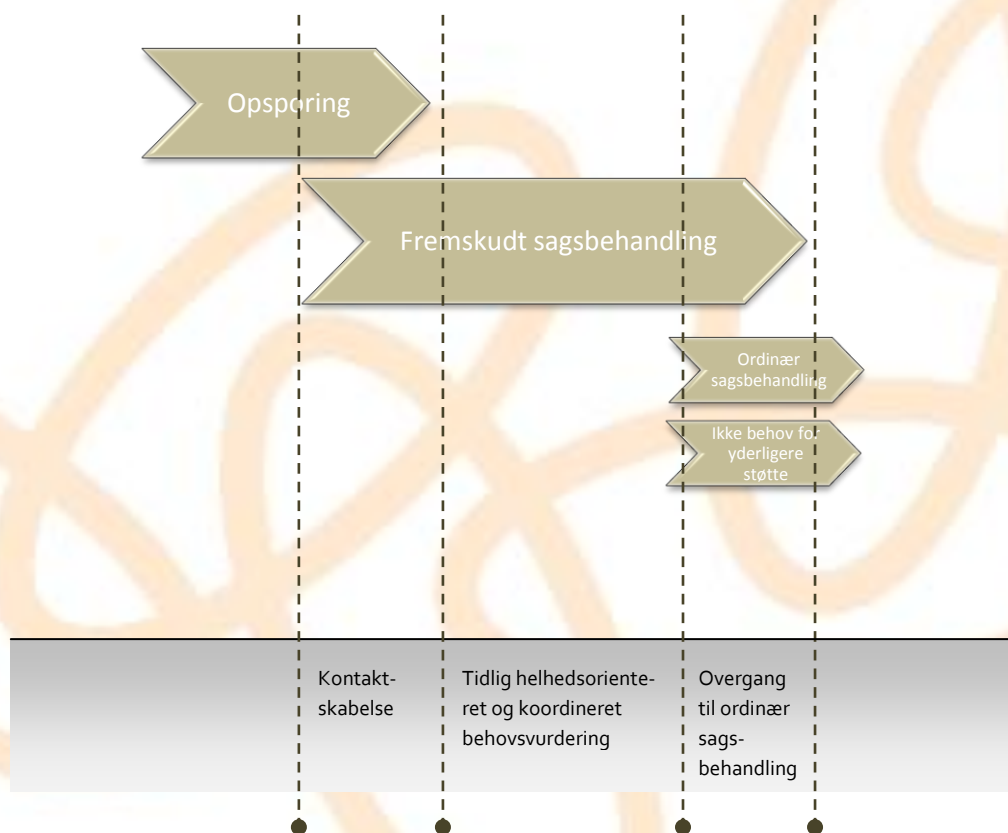 Opsporing
Fremskudt sagsbehandling
Ordinær
sagsbehandling
Ikke behov for
yderligere
støtte
Kontakt-
skabelse
Tidlig helhedsoriente-
ret og koordineret
behovsvurdering
Overgang
til ordinær
sags-
behandling